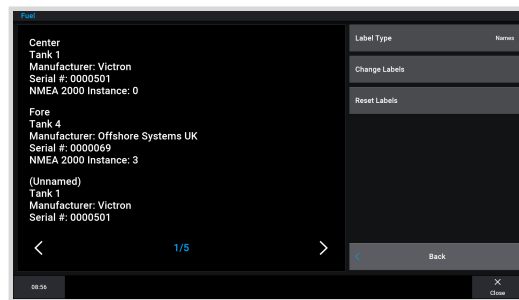 Fuel
Center
Tank 1
Manufacturer: Victron
Serial #: 0000501
NMEA 2000 Instance: 0
Fore
Tank 4
Manufacturer: Offshore Systems UK
Serial #: 0000069
NMEA 2000 Instance: 3
(Unnamed)
Tank 1
Manufacturer: Victron
Serial #: 0000501
1/5
Label Type Names
Change Labels
Reset Labels
Back
08:56
Close